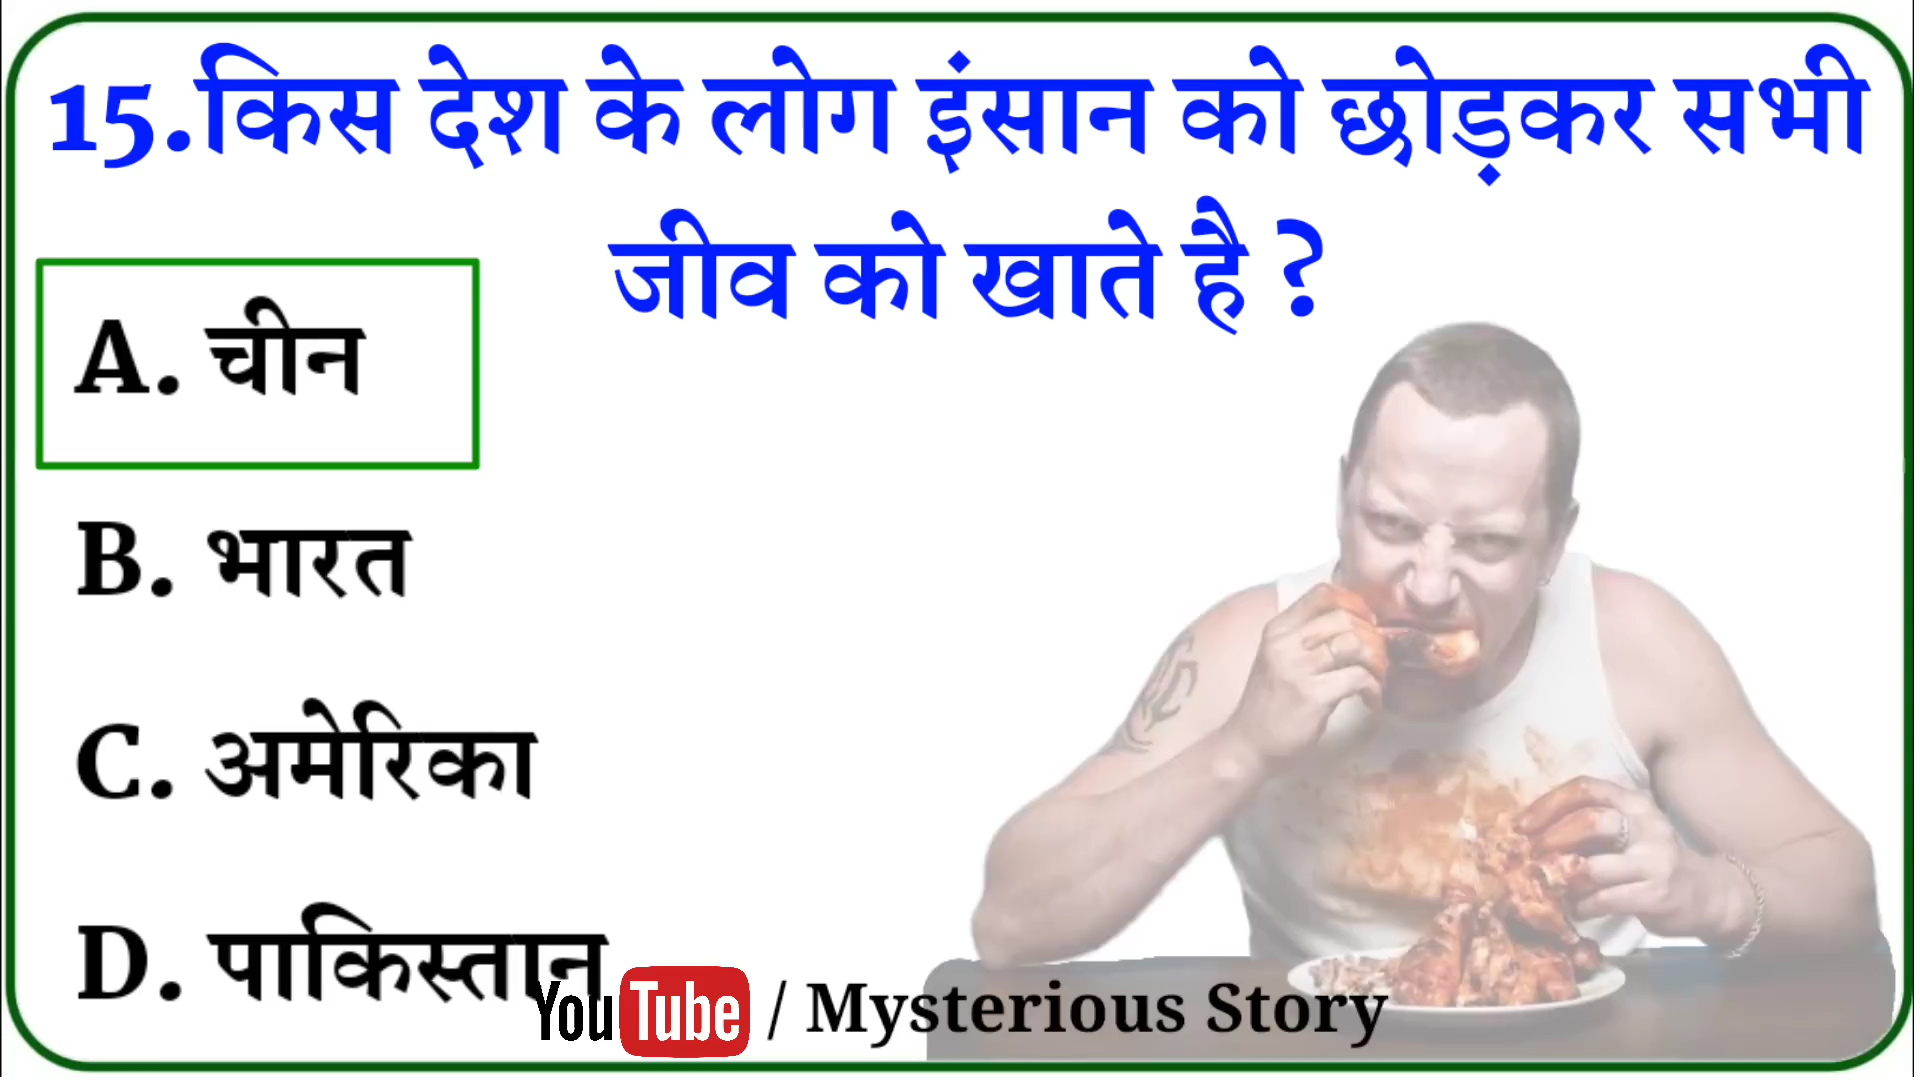 15.किस देश के लोग इंसान को छोड़कर सभी
जीव को खाते है ?
A. चीन
B. भारत
C. अमेरिका
D. पाकिस्तान
YouTube / Mysterious Story